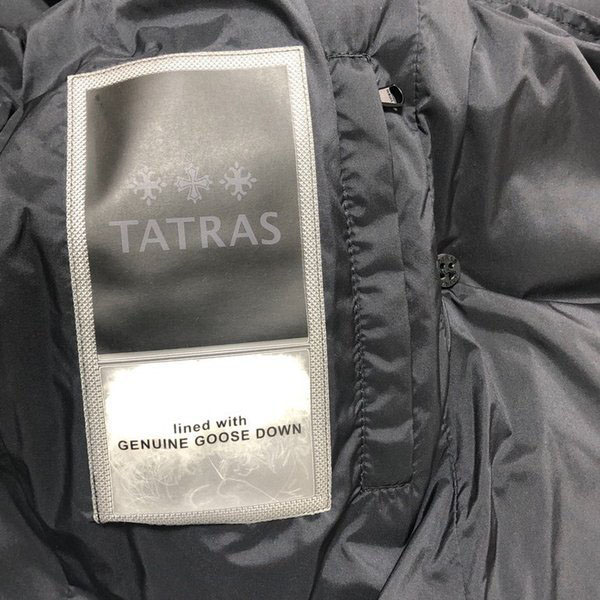 TATRAS
lined with
GENUINE GOOSE DOWN